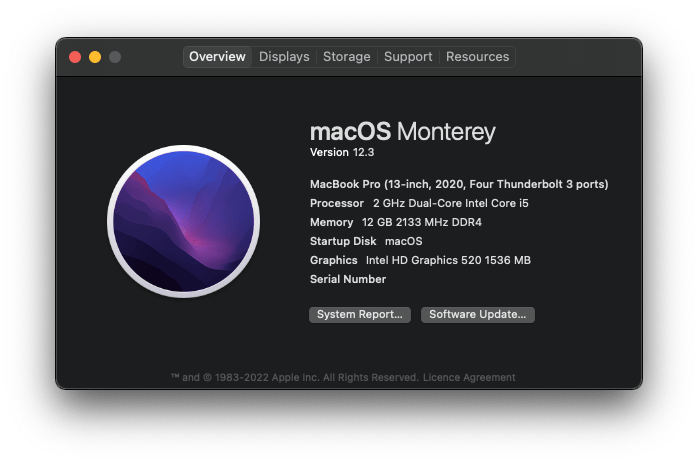 Overview Displays Storage Support Resources
macOS Monterey
Version 12.3
MacBook Pro (13-inch, 2020, Four Thunderbolt 3 ports)
Processor 2 GHz Dual-Core Intel Core i5
Memory 12 GB 2133 MHz DDR4
Startup Disk macOS
Graphics Intel HD Graphics 520 1536 MB
Serial Number
System Report... Software Update...
™ and © 1983-2022 Apple Inc. All Rights Reserved. Licence Agreement